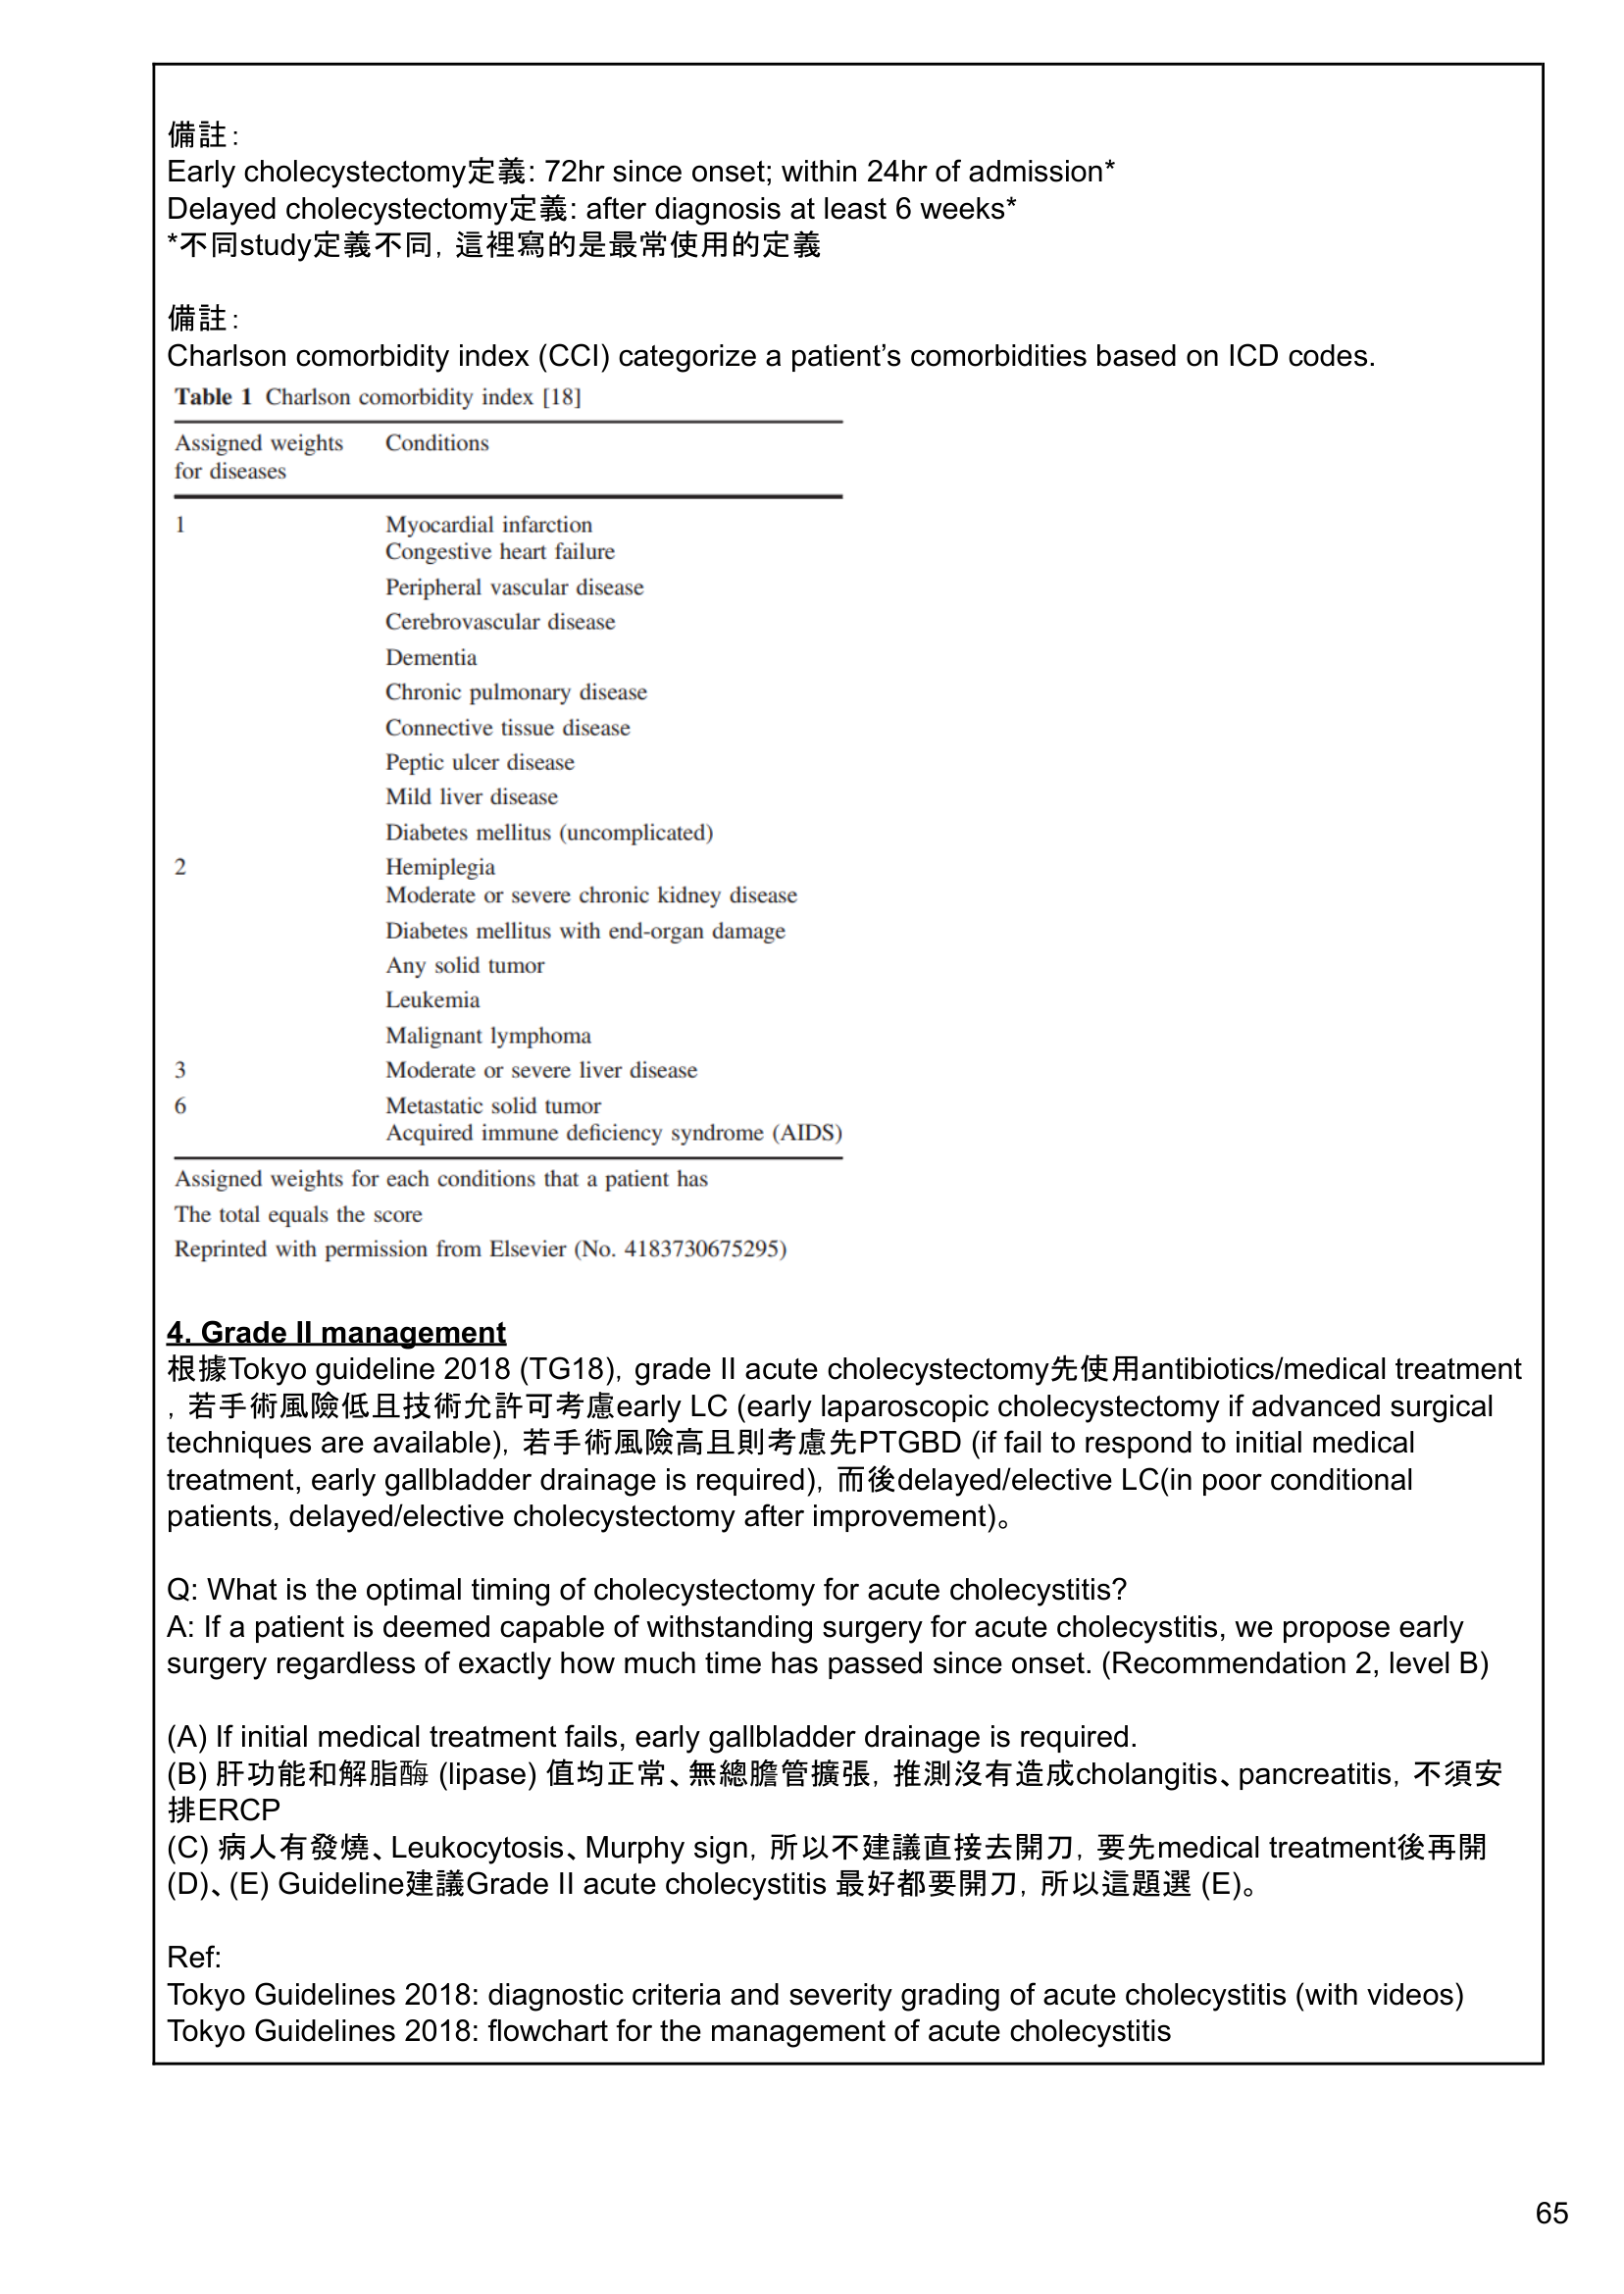 備註：
Early cholecystectomy定義: 72hr since onset; within 24hr of admission*
Delayed cholecystectomy定義: after diagnosis at least 6 weeks*
*不同study定義不同，這裡寫的是最常使用的定義
備註：
Charlson comorbidity index (CCI) categorize a patient’s comorbidities based on ICD codes.
Table 1 Charlson comorbidity index [18]
Assigned weights for diseases Conditions
1 Myocardial infarction
Congestive heart failure
Peripheral vascular disease
Cerebrovascular disease
Dementia
Chronic pulmonary disease
Connective tissue disease
Peptic ulcer disease
Mild liver disease
Diabetes mellitus (uncomplicated)
2 Hemiplegia
Moderate or severe chronic kidney disease
Diabetes mellitus with end-organ damage
Any solid tumor
Leukemia
Malignant lymphoma
3 Moderate or severe liver disease
6 Metastatic solid tumor
Acquired immune deficiency syndrome (AIDS)
Assigned weights for each conditions that a patient has
The total equals the score
Reprinted with permission from Elsevier (No. 4183730675295)
4. Grade II management
根據Tokyo guideline 2018 (TG18)，grade II acute cholecystectomy先使用antibiotics/medical treatment
，若手術風險低且技術允許可考慮early LC (early laparoscopic cholecystectomy if advanced surgical
techniques are available)，若手術風險高且則考慮先PTGBD (if fail to respond to initial medical
treatment, early gallbladder drainage is required)，而後delayed/elective LC(in poor conditional
patients, delayed/elective cholecystectomy after improvement)。
Q: What is the optimal timing of cholecystectomy for acute cholecystitis?
A: If a patient is deemed capable of withstanding surgery for acute cholecystitis, we propose early
surgery regardless of exactly how much time has passed since onset. (Recommendation 2, level B)
(A) If initial medical treatment fails, early gallbladder drainage is required.
(B) 肝功能和解脂酶 (lipase) 值均正常、無總膽管擴張，推測沒有造成cholangitis、pancreatitis，不須安
排ERCP
(C) 病人有發燒、Leukocytosis、Murphy sign，所以不建議直接去開刀，要先medical treatment後再開
(D)、(E) Guideline建議Grade II acute cholecystitis 最好都要開刀，所以這題選 (E)。
Ref:
Tokyo Guidelines 2018: diagnostic criteria and severity grading of acute cholecystitis (with videos)
Tokyo Guidelines 2018: flowchart for the management of acute cholecystitis
65